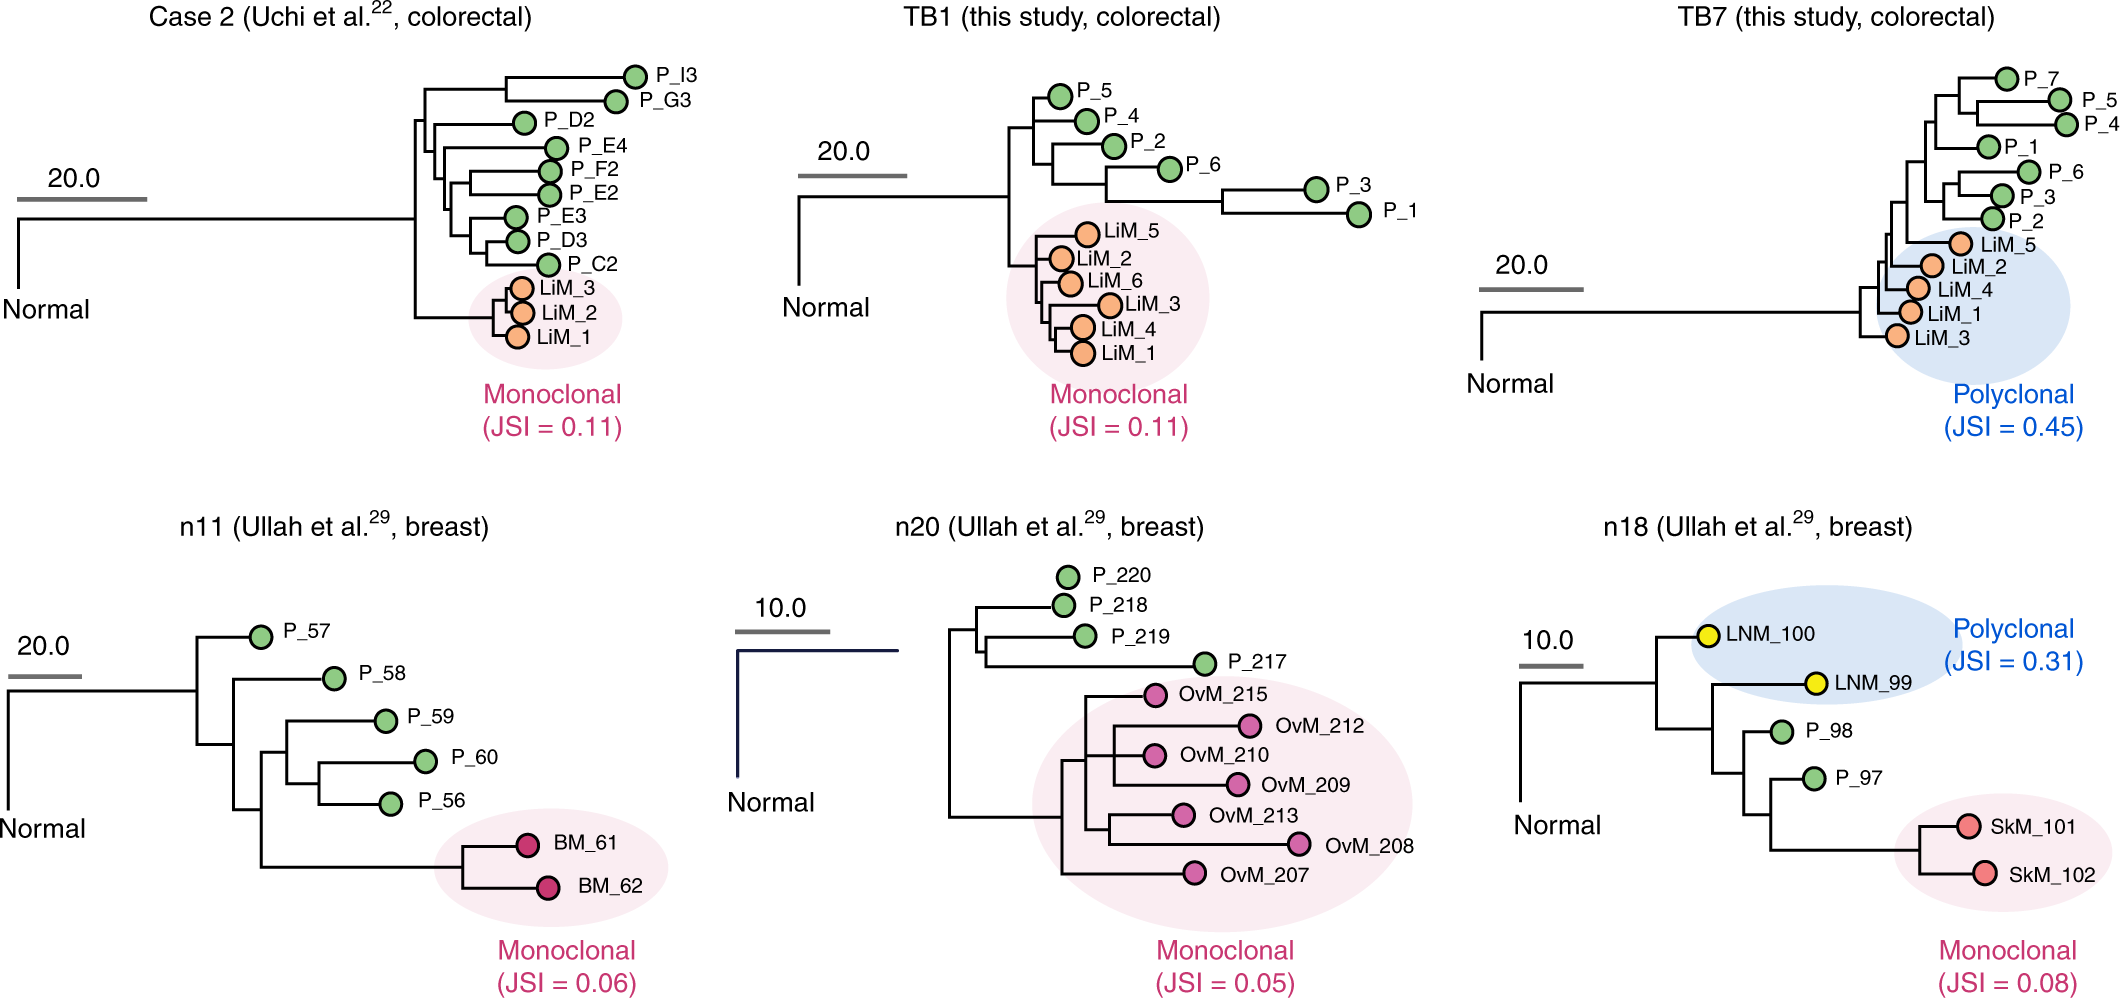 Case 2 (Uchi et al.22, colorectal)
P_I3
P_G3
P_D2
P_E4
P_F2
P_E2
P_E3
P_D3
P_C2
LiM_3
LiM_2
LiM_1
20.0
Normal
Monoclonal
(JSI = 0.11)
TB1 (this study, colorectal)
P_5
P_4
P_2
P_6
P_3
P_1
LiM_5
LiM_2
LiM_6
LiM_3
LiM_4
LiM_1
20.0
Normal
Monoclonal
(JSI = 0.11)
TB7 (this study, colorectal)
P_7
P_5
P_4
P_1
P_6
P_3
P_2
LiM_5
LiM_2
LiM_4
LiM_1
LiM_3
20.0
Normal
Polyclonal
(JSI = 0.45)
n11 (Ullah et al.29, breast)
P_57
P_58
P_59
P_60
P_56
BM_61
BM_62
20.0
Normal
Monoclonal
(JSI = 0.06)
n20 (Ullah et al.29, breast)
P_220
P_218
P_219
P_217
OvM_215
OvM_212
OvM_210
OvM_209
OvM_213
OvM_208
OvM_207
10.0
Normal
Monoclonal
(JSI = 0.05)
n18 (Ullah et al.29, breast)
LNM_100
LNM_99
P_98
P_97
SkM_101
SkM_102
10.0
Normal
Polyclonal
(JSI = 0.31)
Monoclonal
(JSI = 0.08)